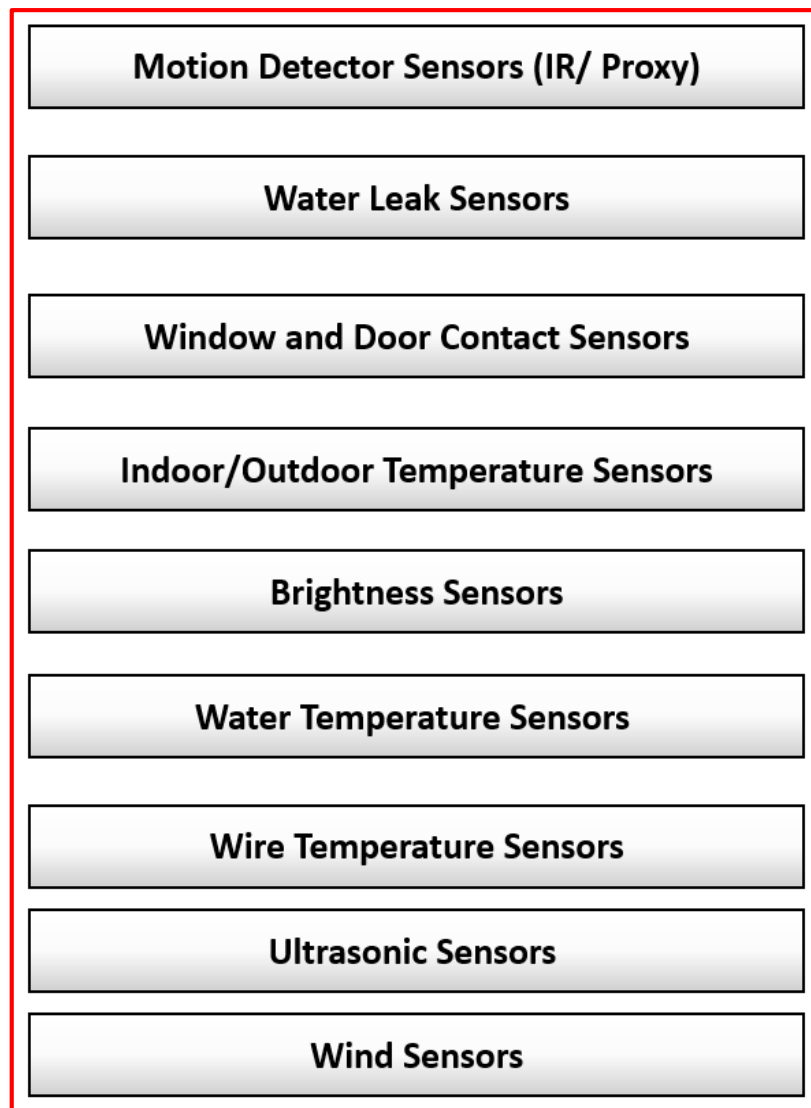 Motion Detector Sensors (IR/ Proxy)
Water Leak Sensors
Window and Door Contact Sensors
Indoor/Outdoor Temperature Sensors
Brightness Sensors
Water Temperature Sensors
Wire Temperature Sensors
Ultrasonic Sensors
Wind Sensors